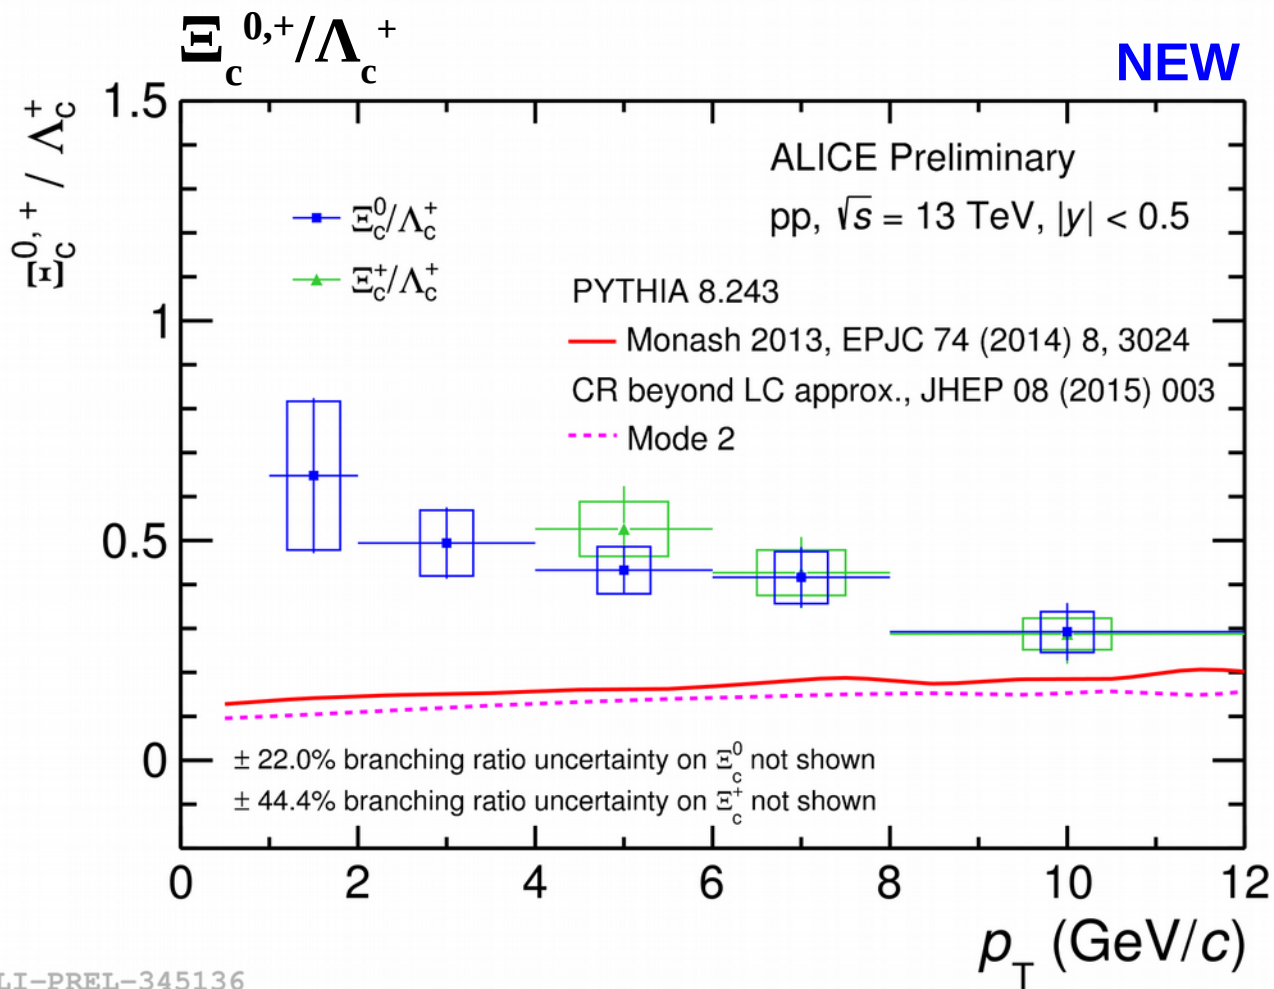 Ξc0,+/Λc+
NEW
Ξc0,+ / Λc+
ALICE Preliminary
pp, √s = 13 TeV, |y| < 0.5
Ξc0/Λc+
Ξc+/Λc+
PYTHIA 8.243
Monash 2013, EPJC 74 (2014) 8, 3024
CR beyond LC approx., JHEP 08 (2015) 003
Mode 2
1.5
1
0.5
0
± 22.0% branching ratio uncertainty on Ξc0 not shown
± 44.4% branching ratio uncertainty on Ξc+ not shown
0 2 4 6 8 10 12
pT (GeV/c)
LI-PREL-345136